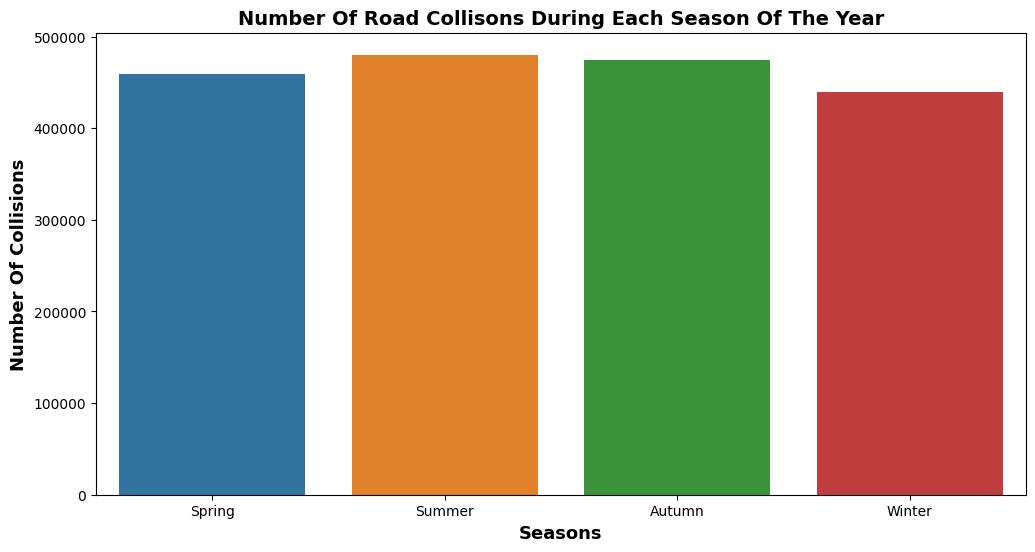 Number Of Road Collisons During Each Season Of The Year
Number Of Collisions
500000
400000
300000
200000
100000
0
Spring Summer Autumn Winter
Seasons